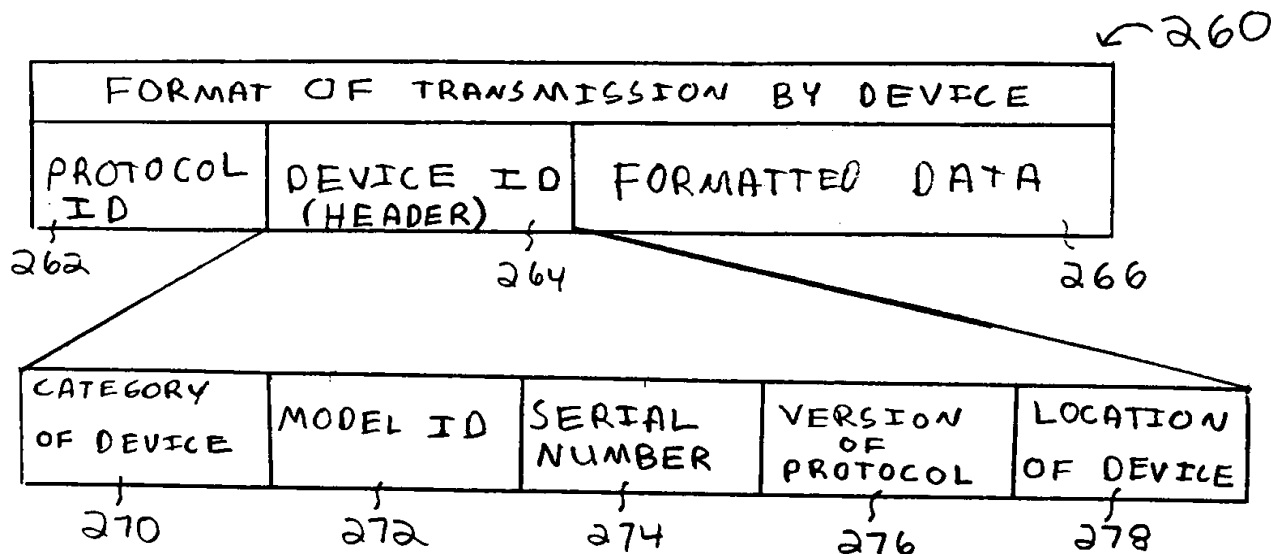 260
FORMAT OF TRANSMISSION BY DEVICE
PROTOCOL
ID
DEVICE ID
(HEADER)
FORMATTED DATA
262
264
266
CATEGORY
OF DEVICE
MODEL ID
SERIAL
NUMBER
VERSION
OF
PROTOCOL
LOCATION
OF DEVICE
270
272
274
276
278